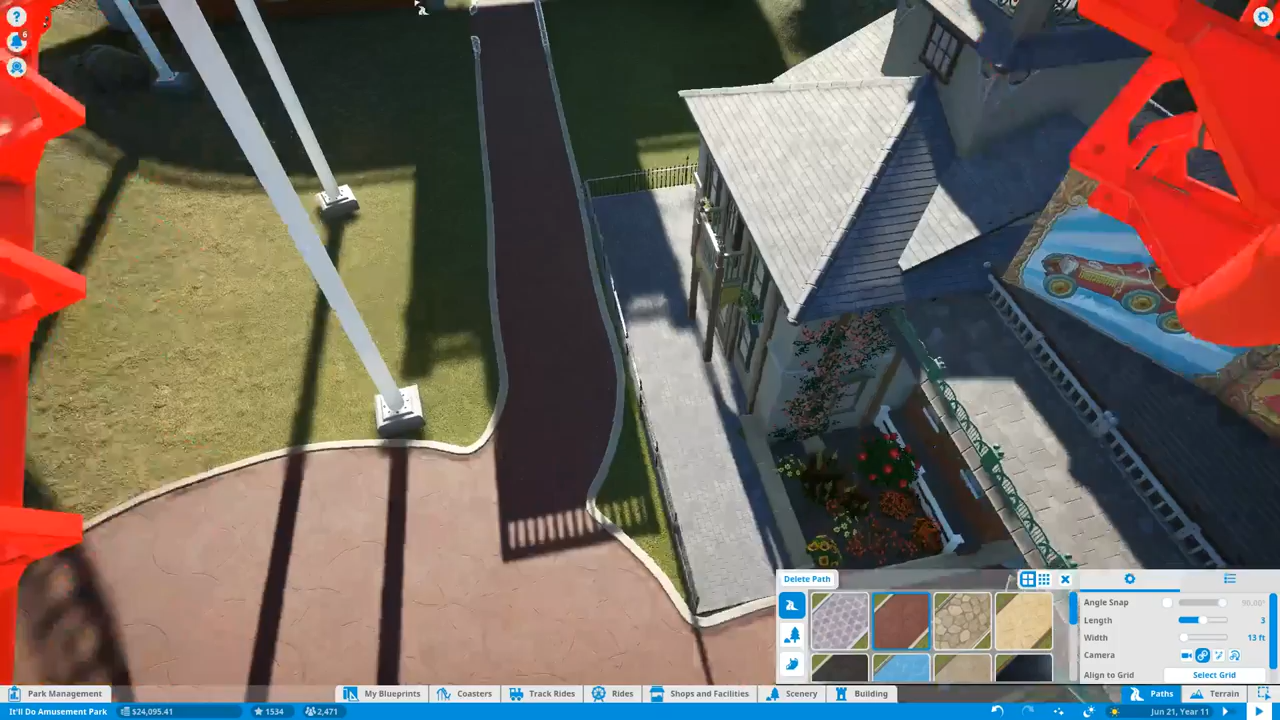 ?
6
Delete Path
Angle Snap 90.00°
Length 3
Width 13 ft
Camera
Align to Grid Select Grid
Park Management My Blueprints Coasters Track Rides Rides Shops and Facilities Scenery Building Paths Terrain
It'll Do Amusement Park $24,095.41 1534 2,471 Jun 21, Year 11